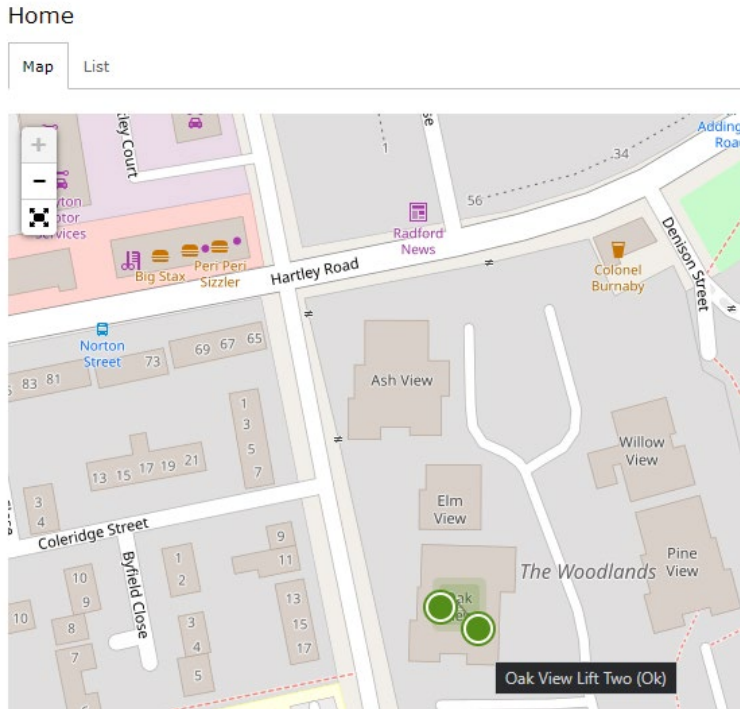 Home
Map
List
+
−
Hartley Road
Radford
News
Big Stax
Peri Peri
Sizzler
Norton
Street
Colonel
Burnaby
Denison Street
1
34
56
83
81
73
69
67
65
Ash View
Willow
View
Elm
View
Pine
View
The Woodlands
1
3
5
7
13
15
17
19
21
3
4
Coleridge Street
Byfield Close
9
11
1
2
10
9
8
7
10
3
4
5
13
15
17
Oak View Lift Two (Ok)